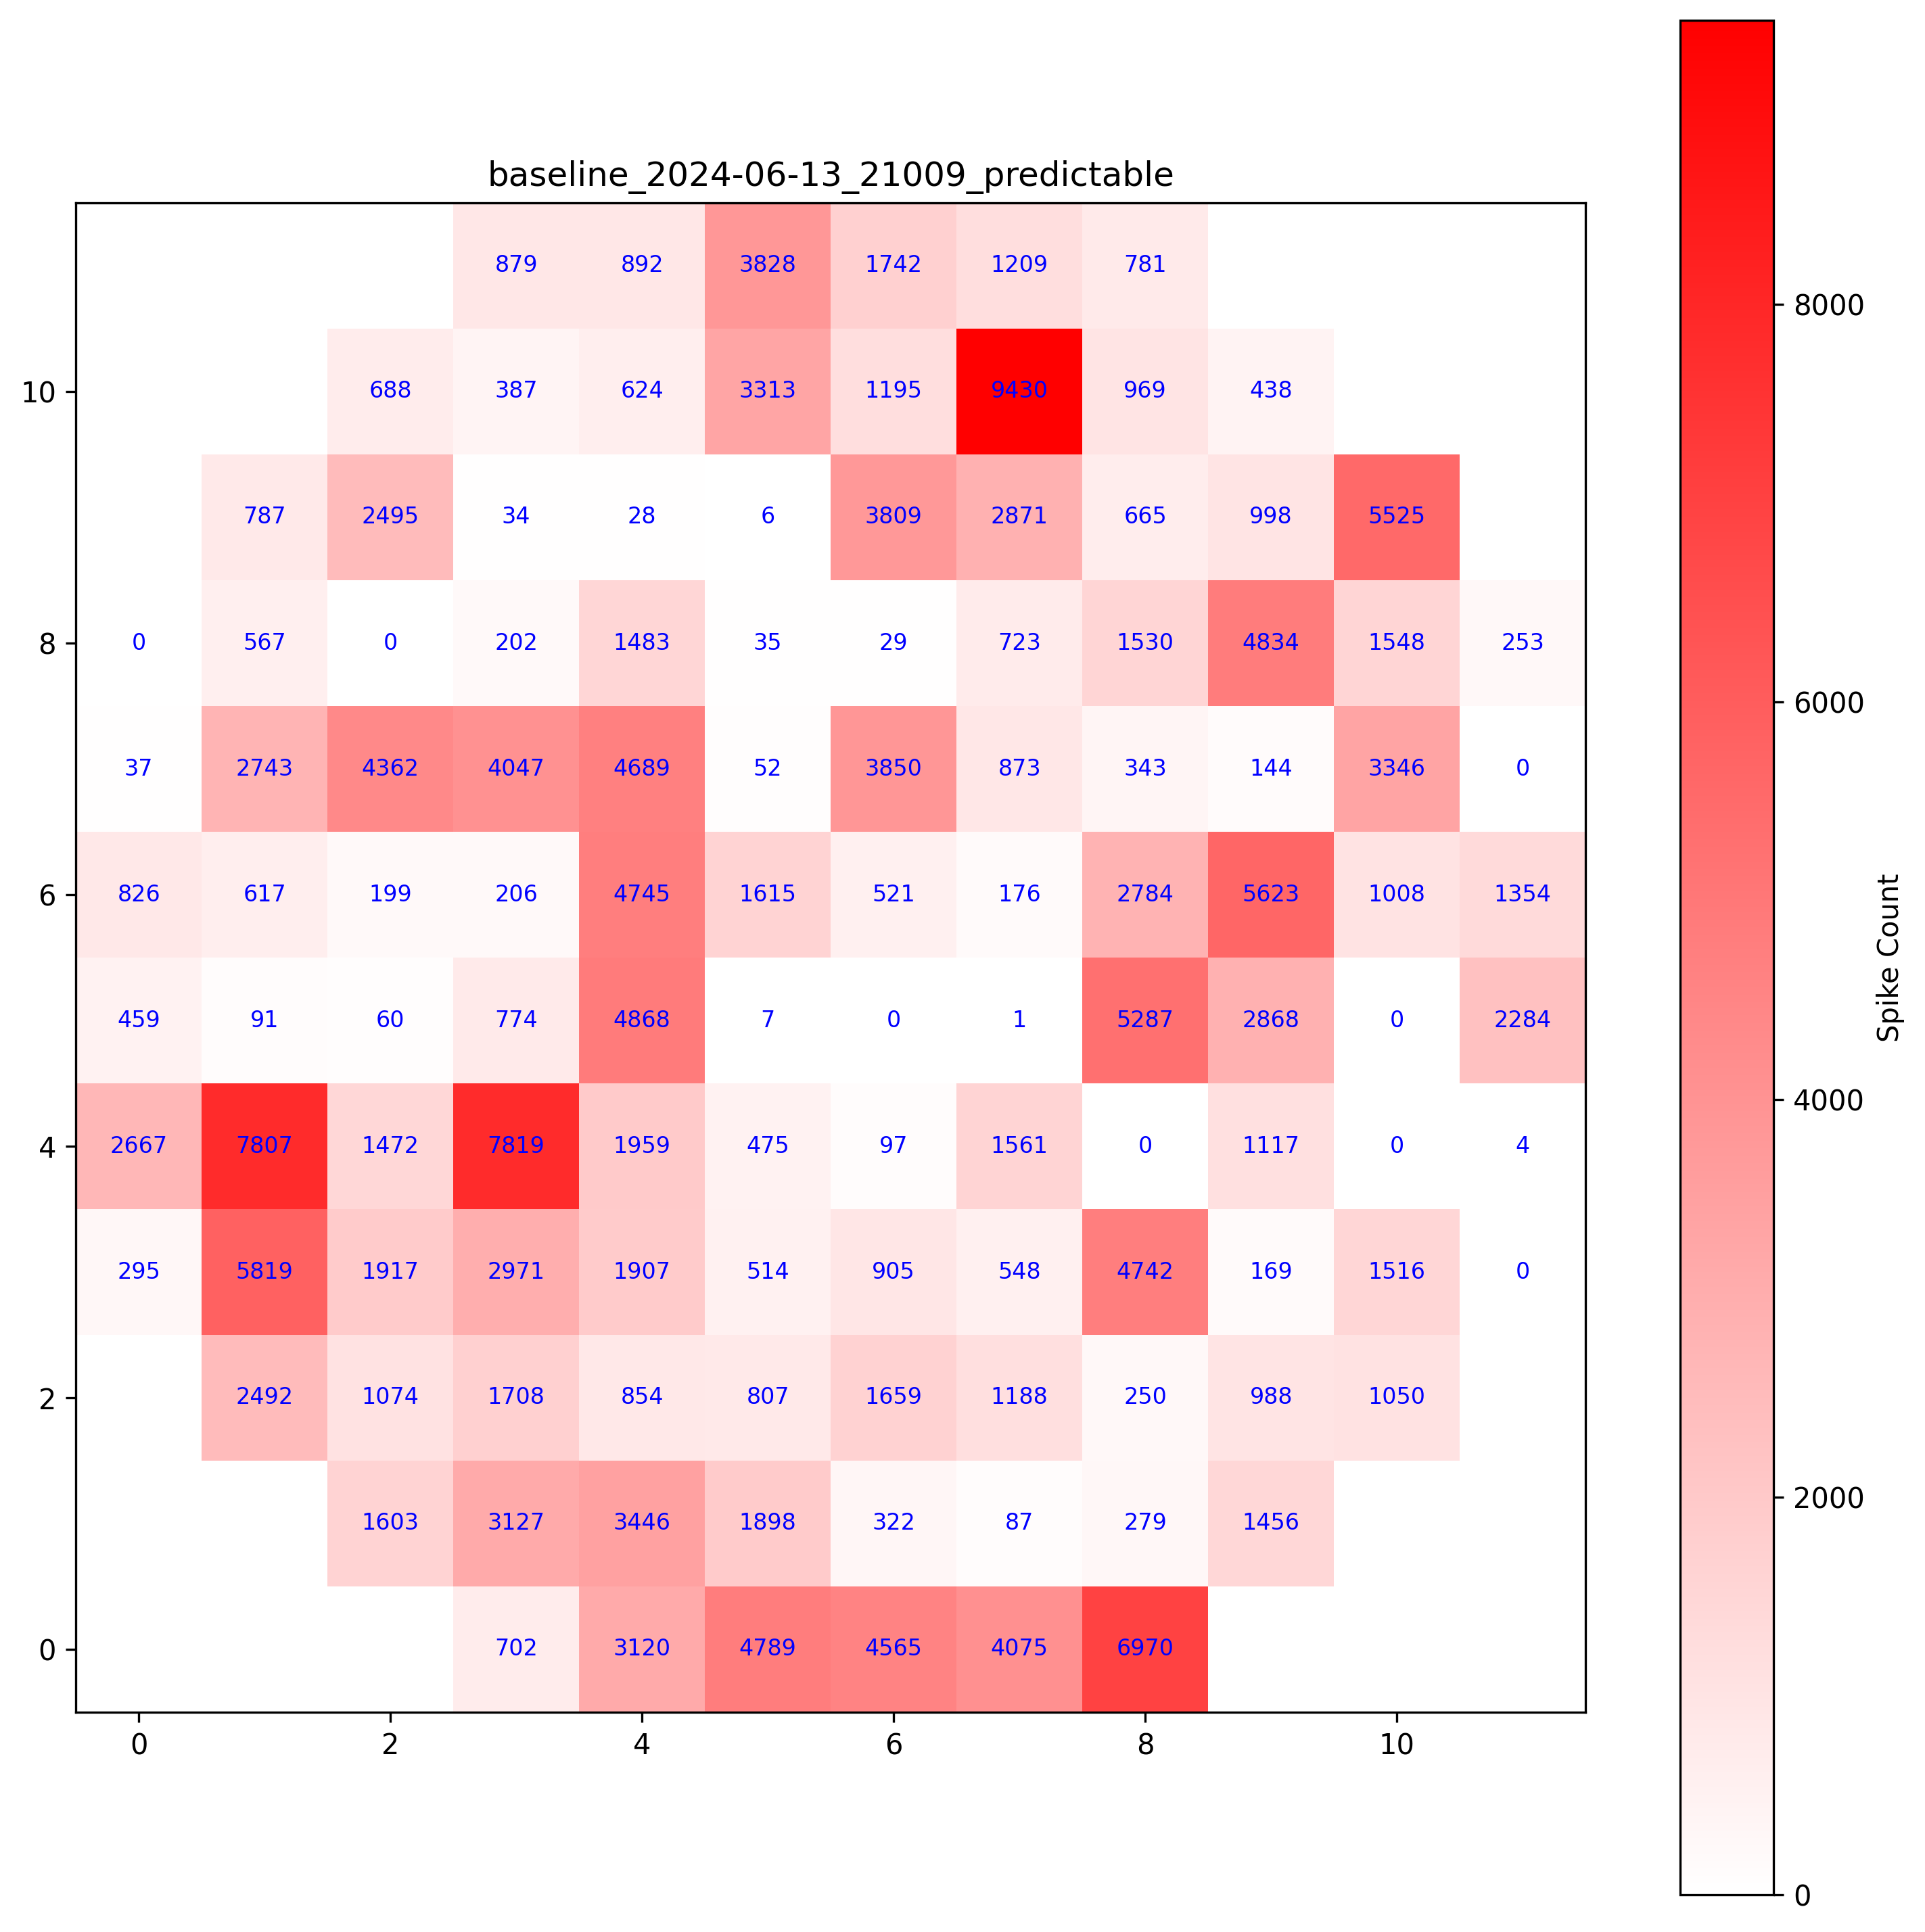 baseline_2024-06-13_21009_predictable
879 892 3828 1742 1209 781
10 688 387 624 3313 1195 9430 969 438
787 2495 34 28 6 3809 2871 665 998 5525
8 0 567 0 202 1483 35 29 723 1530 4834 1548 253
37 2743 4362 4047 4689 52 3850 873 343 144 3346 0
6 826 617 199 206 4745 1615 521 176 2784 5623 1008 1354
459 91 60 774 4868 7 0 1 5287 2868 0 2284
4 2667 7807 1472 7819 1959 475 97 1561 0 1117 0 4
295 5819 1917 2971 1907 514 905 548 4742 169 1516 0
2 2492 1074 1708 854 807 1659 1188 250 988 1050
1603 3127 3446 1898 322 87 279 1456
0 702 3120 4789 4565 4075 6970
0 2 4 6 8 10
8000
6000
4000
2000
0
Spike Count